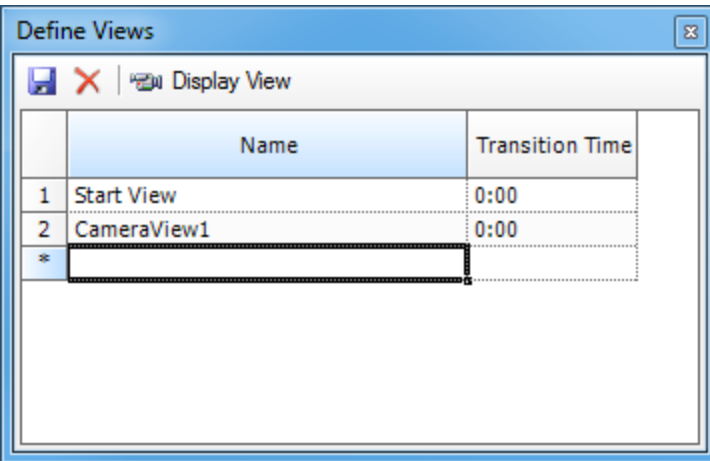 Define Views
Display View
Name Transition Time
1 Start View 0:00
2 CameraView1 0:00
*